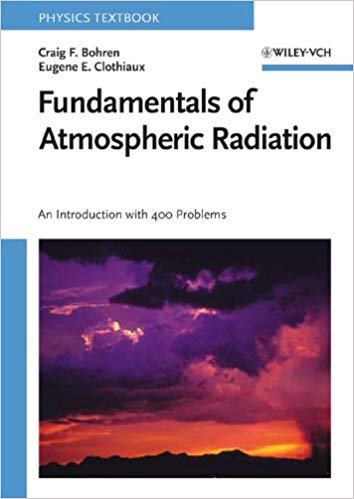 PHYSICS TEXTBOOK
Craig F. Bohren
Eugene E. Clothiaux
WILEY-VCH
Fundamentals of
Atmospheric Radiation
An Introduction with 400 Problems